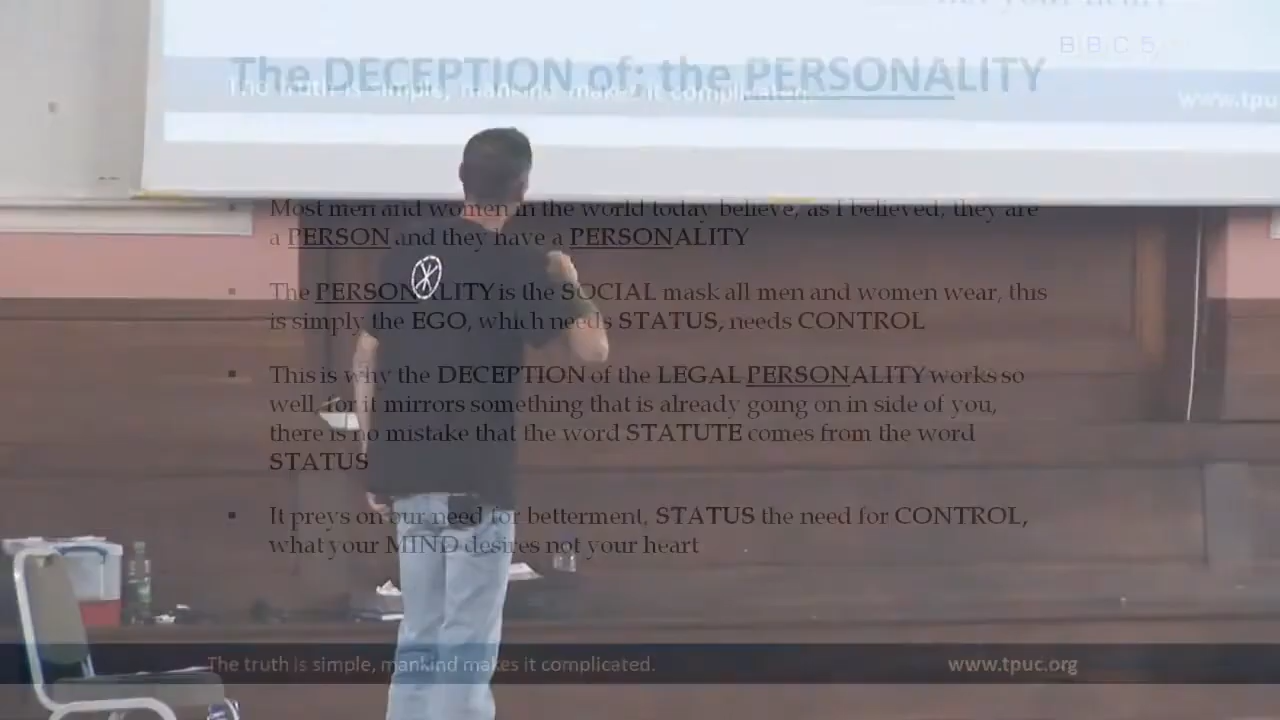 BBC 5
The DECEPTION of; the PERSONALITY
The truth is simple, mankind makes it complicated.
www.tpuc
Most men and women in the world today believe, as I believed, they are
a PERSON and they have a PERSONALITY
The PERSONALITY is the SOCIAL mask all men and women wear, this
is simply the EGO, which needs STATUS, needs CONTROL
This is why the DECEPTION of the LEGAL PERSONALITY works so
well, for it mirrors something that is already going on in side of you,
there is no mistake that the word STATUTE comes from the word
STATUS
It preys on our need for betterment, STATUS the need for CONTROL,
what your MIND desires not your heart
The truth is simple, mankind makes it complicated.
www.tpuc.org